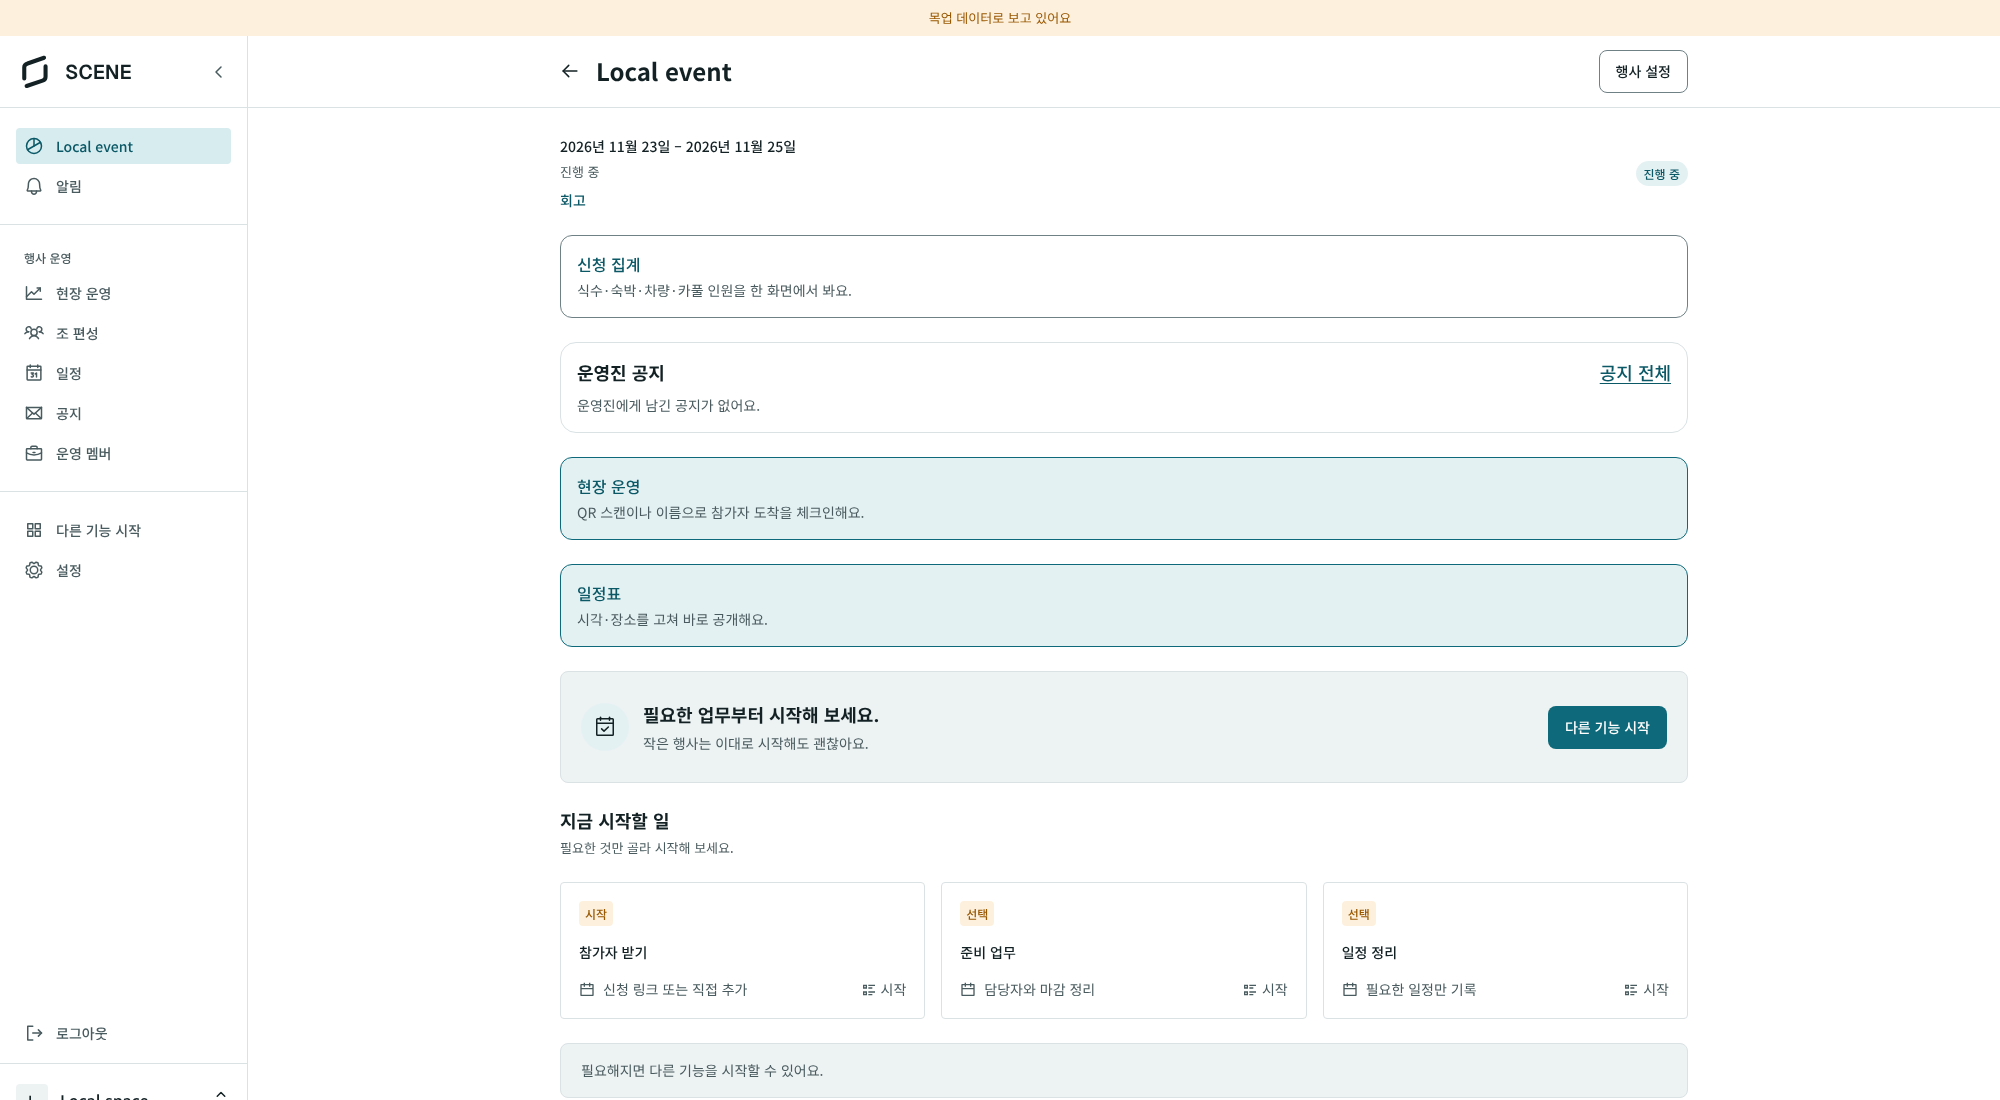 목업 데이터로 보고 있어요
SCENE
Local event
행사 설정
Local event
알림
행사 운영
현장 운영
조 편성
일정
공지
운영 멤버
다른 기능 시작
설정
로그아웃
Local space
2026년 11월 23일 – 2026년 11월 25일
진행 중
진행 중
회고
신청 집계
식수·숙박·차량·카풀 인원을 한 화면에서 봐요.
운영진 공지
공지 전체
운영진에게 남긴 공지가 없어요.
현장 운영
QR 스캔이나 이름으로 참가자 도착을 체크인해요.
일정표
시각·장소를 고쳐 바로 공개해요.
필요한 업무부터 시작해 보세요.
작은 행사는 이대로 시작해도 괜찮아요.
다른 기능 시작
지금 시작할 일
필요한 것만 골라 시작해 보세요.
시작
참가자 받기
신청 링크 또는 직접 추가
시작
선택
준비 업무
담당자와 마감 정리
시작
선택
일정 정리
필요한 일정만 기록
시작
필요해지면 다른 기능을 시작할 수 있어요.